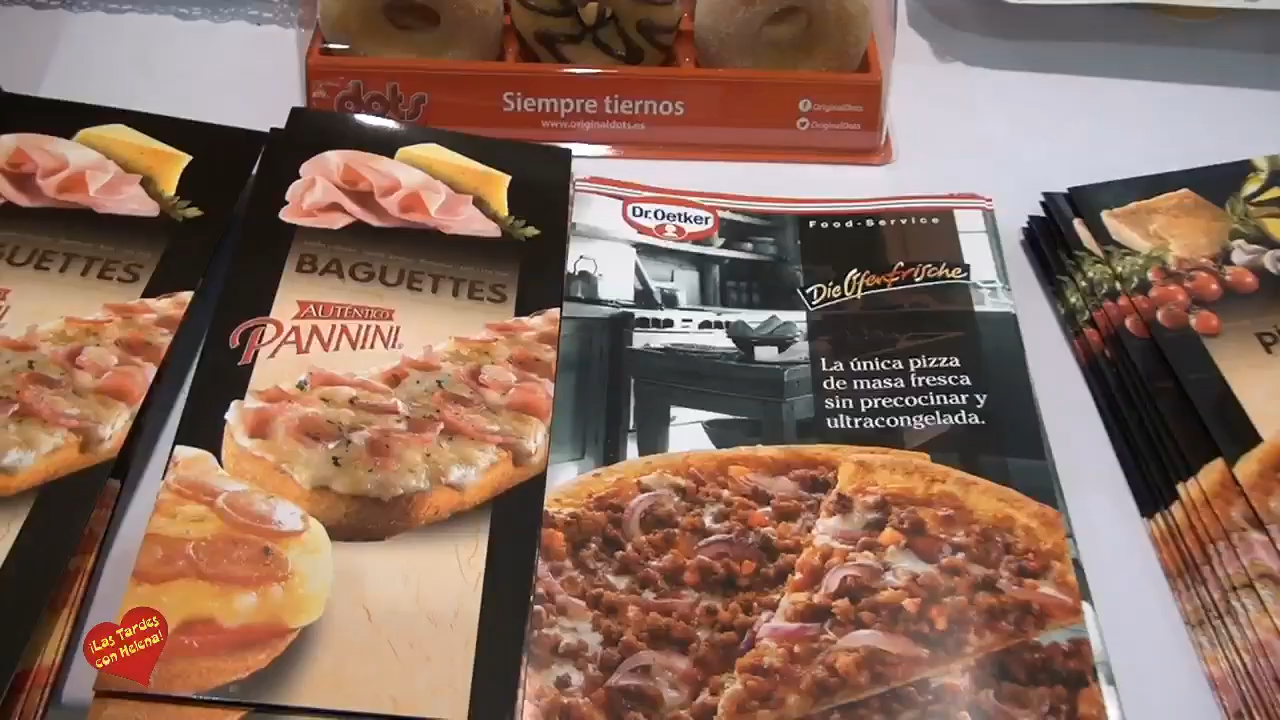 dots
Siempre tiernos
www.originaldots.es
OriginalDots
OriginalDots
BAGUETTES
AUTÉNTICO
PANNINI
Dr.Oetker
Food-Service
Die Ofenfrische
La única pizza
de masa fresca
sin precocinar y
ultracongelada.
¡Las Tardes
con Helena!